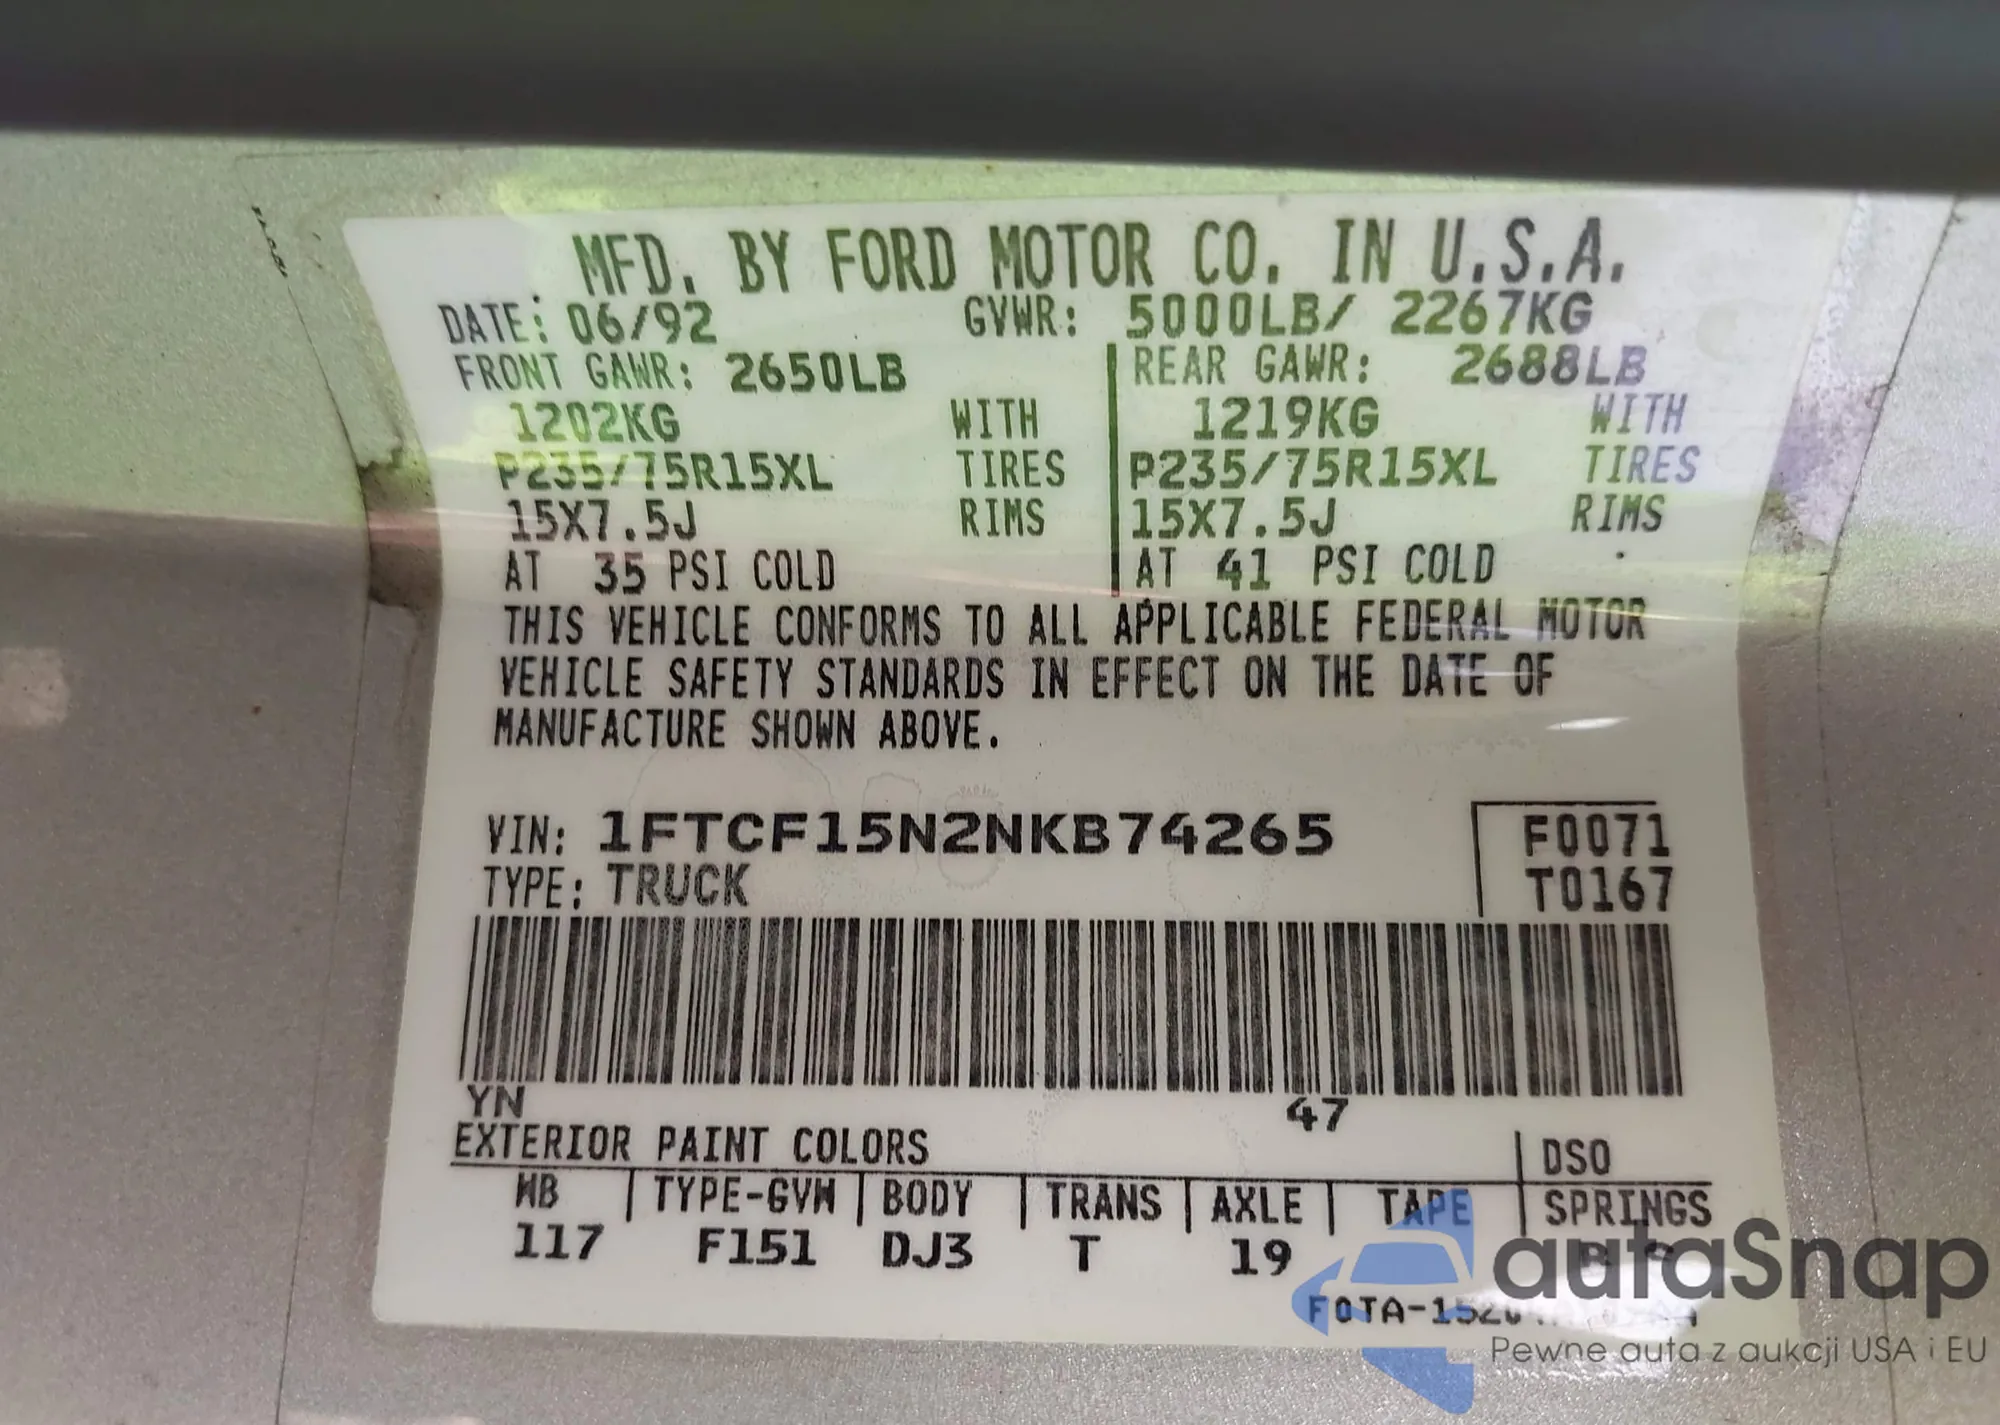 MFD. BY FORD MOTOR CO. IN U.S.A.
DATE: 06/92 GVWR: 5000LB/ 2267KG
FRONT GAWR: 2650LB REAR GAWR: 2688LB
1202KG WITH 1219KG WITH
P235/75R15XL TIRES P235/75R15XL TIRES
15X7.5J RIMS 15X7.5J RIMS
AT 35 PSI COLD AT 41 PSI COLD
THIS VEHICLE CONFORMS TO ALL APPLICABLE FEDERAL MOTOR
VEHICLE SAFETY STANDARDS IN EFFECT ON THE DATE OF
MANUFACTURE SHOWN ABOVE.
VIN: 1FTCF15N2NKB74265 F0071
TYPE: TRUCK T0167
YN 47
EXTERIOR PAINT COLORS DSO
WB TYPE-GVW BODY TRANS AXLE TAPE SPRINGS
117 F151 DJ3 T 19
autaSnap
Pewne auta z aukcji USA i EU